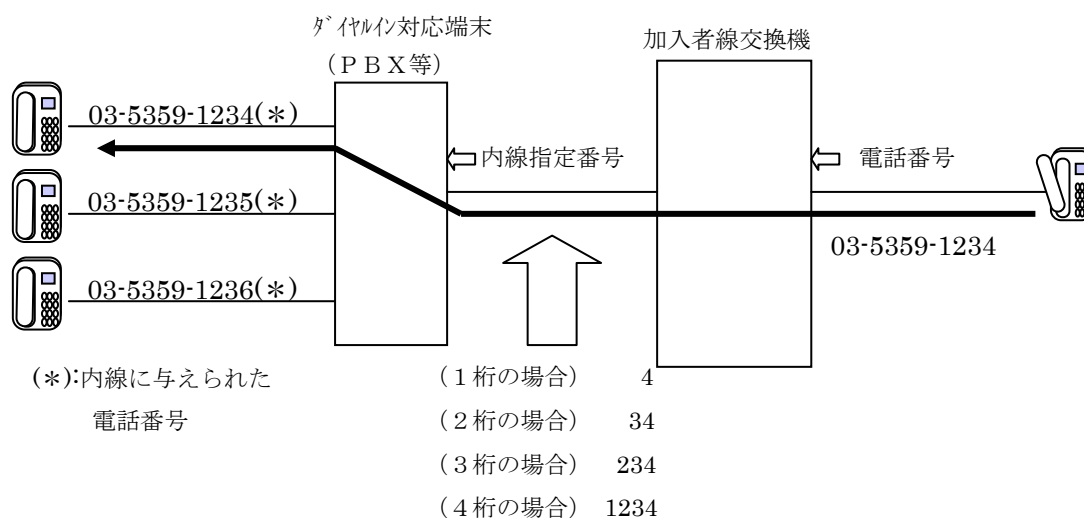 ダイヤルイン対応端末
(PBX等)
加入者線交換機
03-5359-1234(*)
内線指定番号
電話番号
03-5359-1235(*)
03-5359-1234
03-5359-1236(*)
(*):内線に与えられた
電話番号
(1桁の場合) 4
(2桁の場合) 34
(3桁の場合) 234
(4桁の場合) 1234